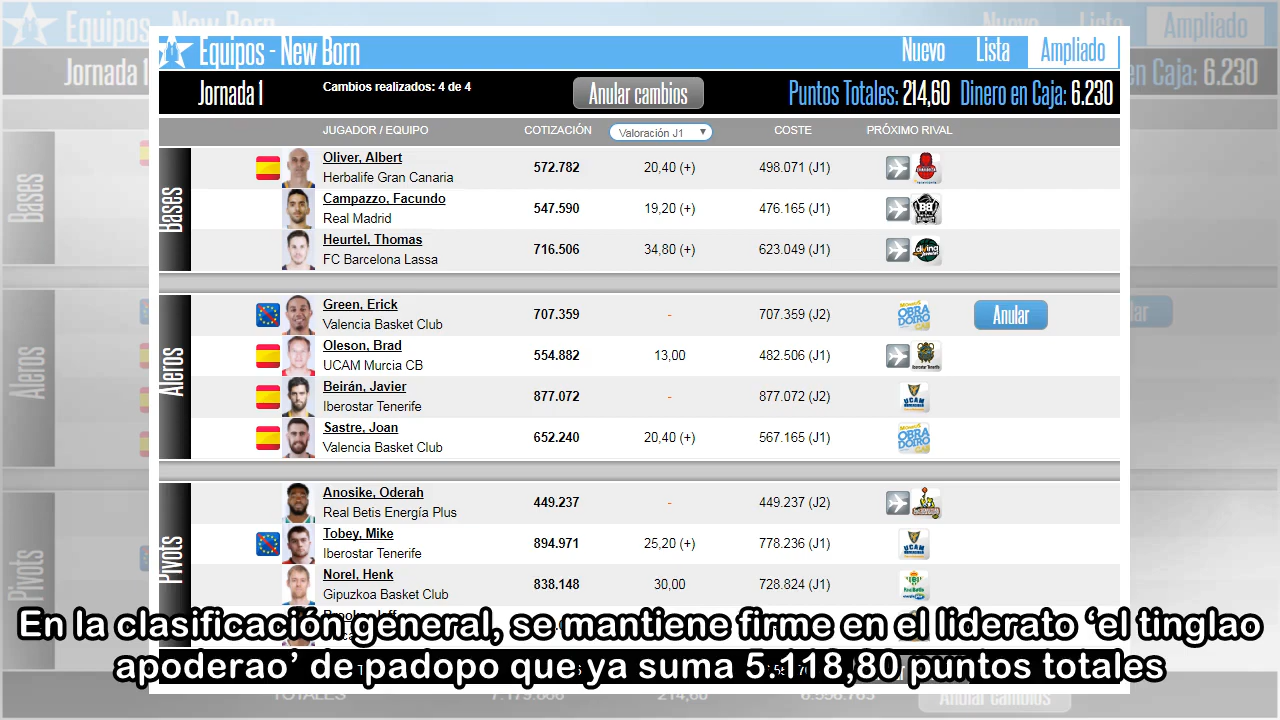 Equipos - New Born
Nuevo Lista Ampliado
Jornada 1 Cambios realizados: 4 de 4 Anular cambios Puntos Totales: 214,60 Dinero en Caja: 6.230
JUGADOR / EQUIPO COTIZACIÓN Valoración J1 COSTE PRÓXIMO RIVAL
Bases
Oliver, Albert 572.782 20,40 (+) 498.071 (J1)
Herbalife Gran Canaria
Campazzo, Facundo 547.590 19,20 (+) 476.165 (J1)
Real Madrid
Heurtel, Thomas 716.506 34,80 (+) 623.049 (J1)
FC Barcelona Lassa
Aleros
Green, Erick 707.359 - 707.359 (J2) Anular
Valencia Basket Club
Oleson, Brad 554.882 13,00 482.506 (J1)
UCAM Murcia CB
Beirán, Javier 877.072 - 877.072 (J2)
Iberostar Tenerife
Sastre, Joan 652.240 20,40 (+) 567.165 (J1)
Valencia Basket Club
Pivots
Anosike, Oderah 449.237 - 449.237 (J2)
Real Betis Energía Plus
Tobey, Mike 894.971 25,20 (+) 778.236 (J1)
Iberostar Tenerife
Norel, Henk 838.148 30,00 728.824 (J1)
Gipuzkoa Basket Club
En la clasificación general, se mantiene firme en el liderato ‘el tinglao
apoderao’ de padopo que ya suma 5.118,80 puntos totales